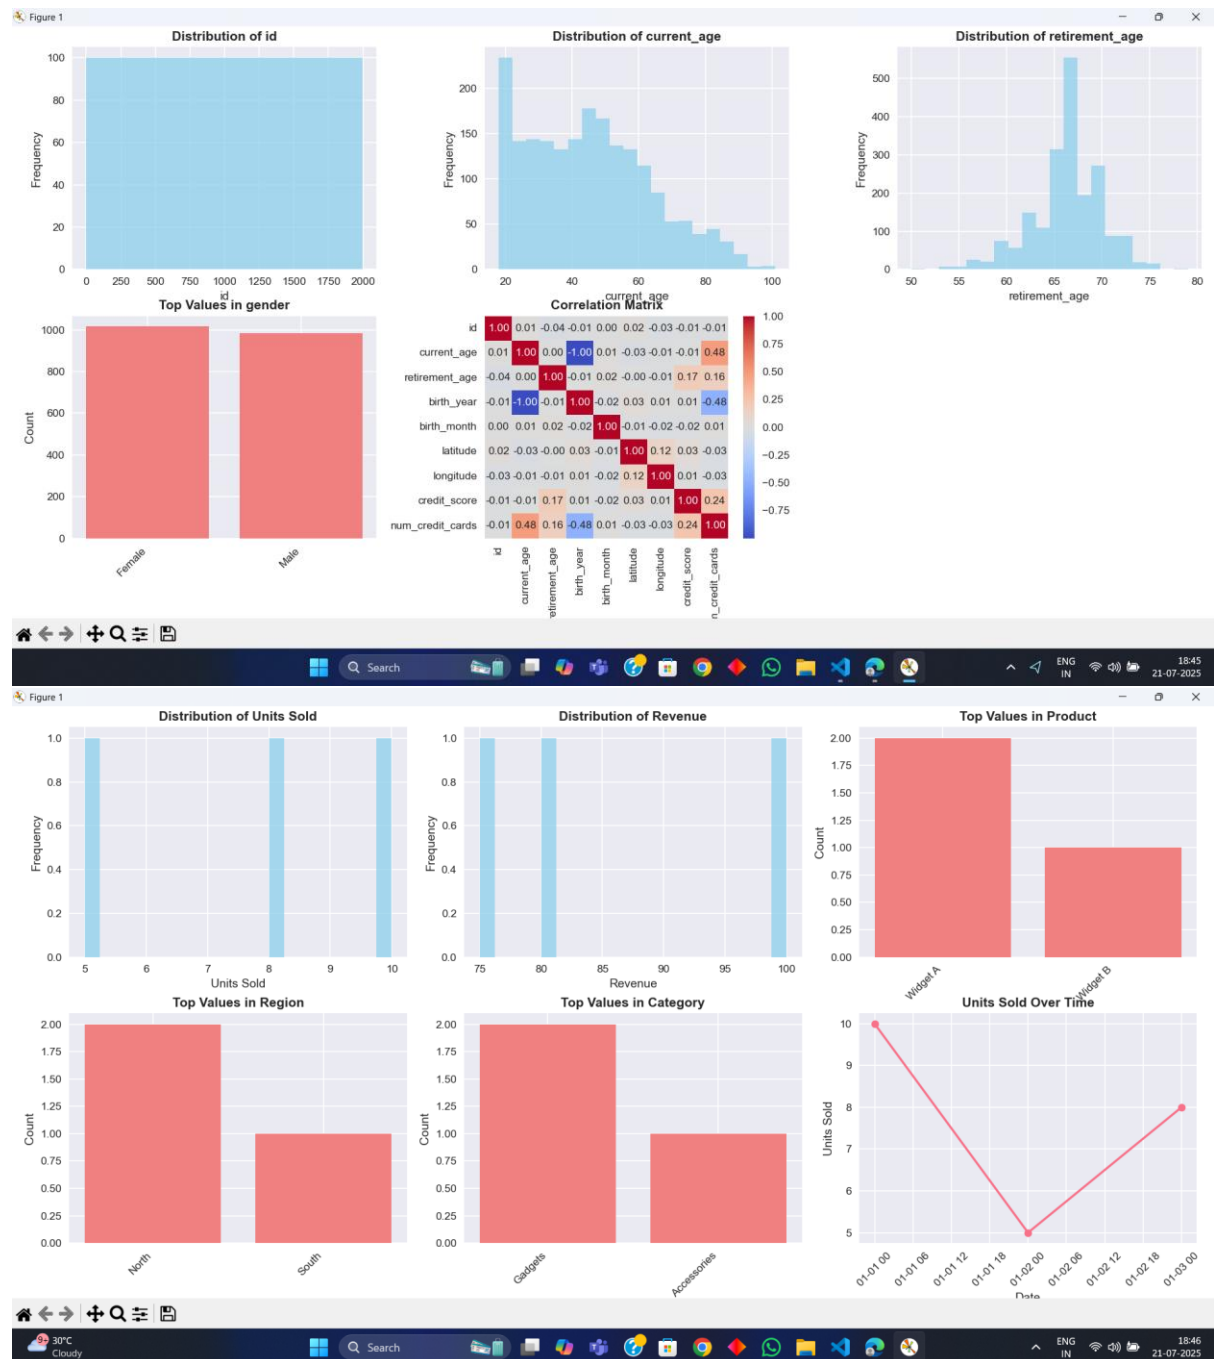 Figure 1
Distribution of id
Frequency
100
80
60
40
20
0
0 250 500 750 1000 1250 1500 1750 2000
id
Distribution of current_age
Frequency
200
150
100
50
0
20 40 60 80 100
current_age
Distribution of retirement_age
Frequency
500
400
300
200
100
0
50 55 60 65 70 75 80
retirement_age
Top Values in gender
Count
1000
800
600
400
200
0
Female
Male
Correlation Matrix
id 1.00 0.01 -0.04 -0.01 0.00 0.02 -0.03 -0.01 -0.01
current_age 0.01 1.00 0.00 -1.00 0.01 -0.03 -0.01 -0.01 0.48
retirement_age -0.04 0.00 1.00 -0.01 0.02 -0.00 -0.01 0.17 0.16
birth_year -0.01 -1.00 -0.01 1.00 -0.02 0.03 0.01 0.01 -0.48
birth_month 0.00 0.01 0.02 -0.02 1.00 -0.01 -0.02 -0.02 0.01
latitude 0.02 -0.03 -0.00 0.03 -0.01 1.00 0.12 0.03 -0.03
longitude -0.03 -0.01 -0.01 0.01 -0.02 0.12 1.00 0.01 -0.03
credit_score -0.01 -0.01 0.17 0.01 -0.02 0.03 0.01 1.00 0.24
num_credit_cards -0.01 0.48 0.16 -0.48 0.01 -0.03 -0.03 0.24 1.00
id
current_age
etirement_age
birth_year
birth_month
latitude
longitude
credit_score
n_credit_cards
1.00
0.75
0.50
0.25
0.00
−0.25
−0.50
−0.75
Search
ENG
IN
18:45
21-07-2025
Figure 1
Distribution of Units Sold
Frequency
1.0
0.8
0.6
0.4
0.2
0.0
5 6 7 8 9 10
Units Sold
Distribution of Revenue
Frequency
1.0
0.8
0.6
0.4
0.2
0.0
75 80 85 90 95 100
Revenue
Top Values in Product
Count
2.00
1.75
1.50
1.25
1.00
0.75
0.50
0.25
0.00
Widget A
Widget B
Top Values in Region
Count
2.00
1.75
1.50
1.25
1.00
0.75
0.50
0.25
0.00
North
South
Top Values in Category
Count
2.00
1.75
1.50
1.25
1.00
0.75
0.50
0.25
0.00
Gadgets
Accessories
Units Sold Over Time
Units Sold
10
9
8
7
6
5
01-01 00
01-01 06
01-01 12
01-01 18
01-02 00
01-02 06
01-02 12
01-02 18
01-03 00
Date
9+
30°C
Cloudy
Search
ENG
IN
18:46
21-07-2025